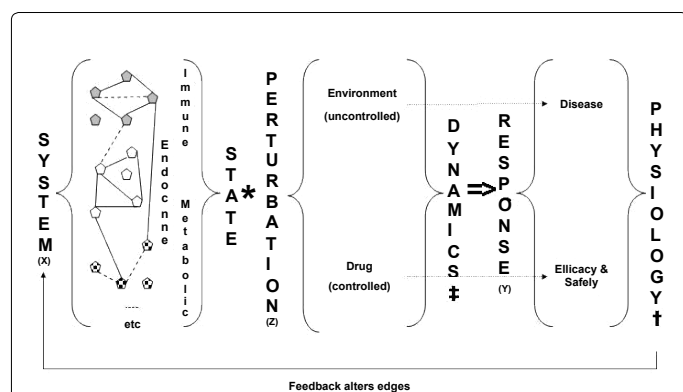 SYSTEM
(X)
Immune
Endocnne
Metabolic
.....
etc
STATE
*
PERTURBATION
(Z)
Environment
(uncontrolled)
Drug
(controlled)
DYNAMICS‡
⇒
RESPONSE
(Y)
Disease
Ellicacy &
Safely
PHYSIOLOGY†
Feedback alters edges